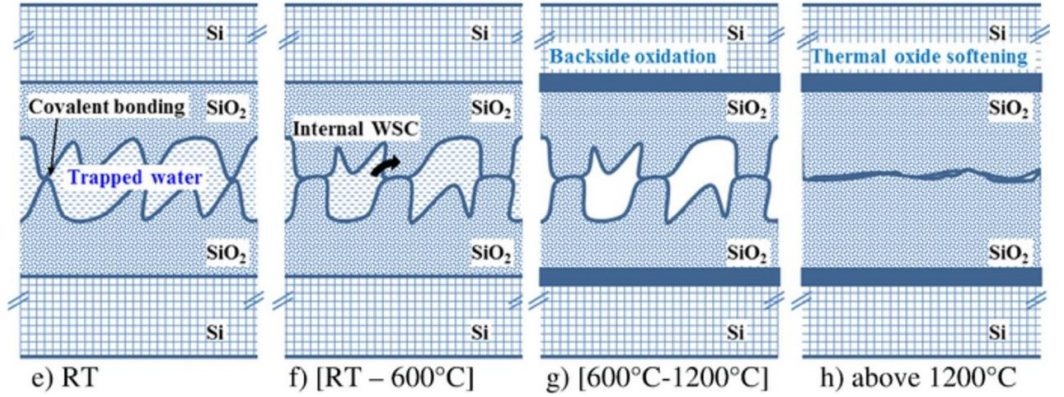 Si
SiO₂
Covalent bonding
Trapped water
SiO₂
Si
e) RT
Si
SiO₂
Internal WSC
SiO₂
Si
f) [RT – 600°C]
Si
Backside oxidation
SiO₂
SiO₂
Si
g) [600°C-1200°C]
Si
Thermal oxide softening
SiO₂
SiO₂
Si
h) above 1200°C